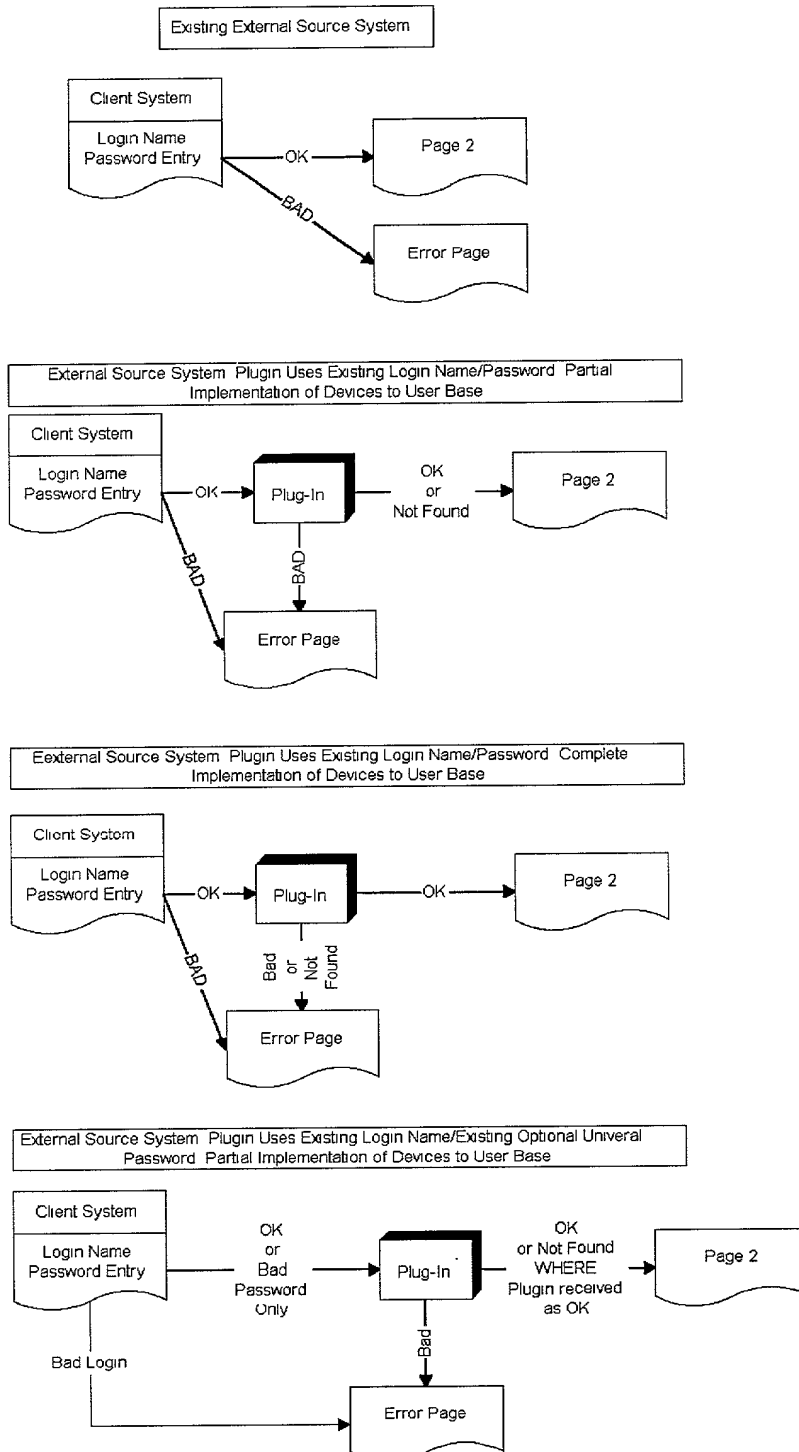 Existing External Source System
Client System
Login Name
Password Entry
OK
Page 2
BAD
Error Page
External Source System Plugin Uses Existing Login Name/Password Partial
Implementation of Devices to User Base
Client System
Login Name
Password Entry
OK
Plug-In
OK
or
Not Found
Page 2
BAD
BAD
Error Page
Eexternal Source System Plugin Uses Existing Login Name/Password Complete
Implementation of Devices to User Base
Client System
Login Name
Password Entry
OK
Plug-In
OK
Page 2
BAD
Bad
or
Not
Found
Error Page
External Source System Plugin Uses Existing Login Name/Existing Optional Univeral
Password Partial Implementation of Devices to User Base
Client System
Login Name
Password Entry
OK
or
Bad
Password
Only
Plug-In
OK
or Not Found
WHERE
Plugin received
as OK
Page 2
Bad Login
Bad
Error Page